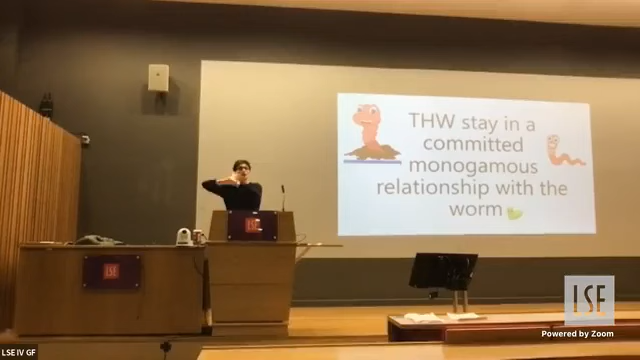 THW stay in a
committed
monogamous
relationship with the
worm
LSE
LSE
LSE
Powered by Zoom
LSE IV GF